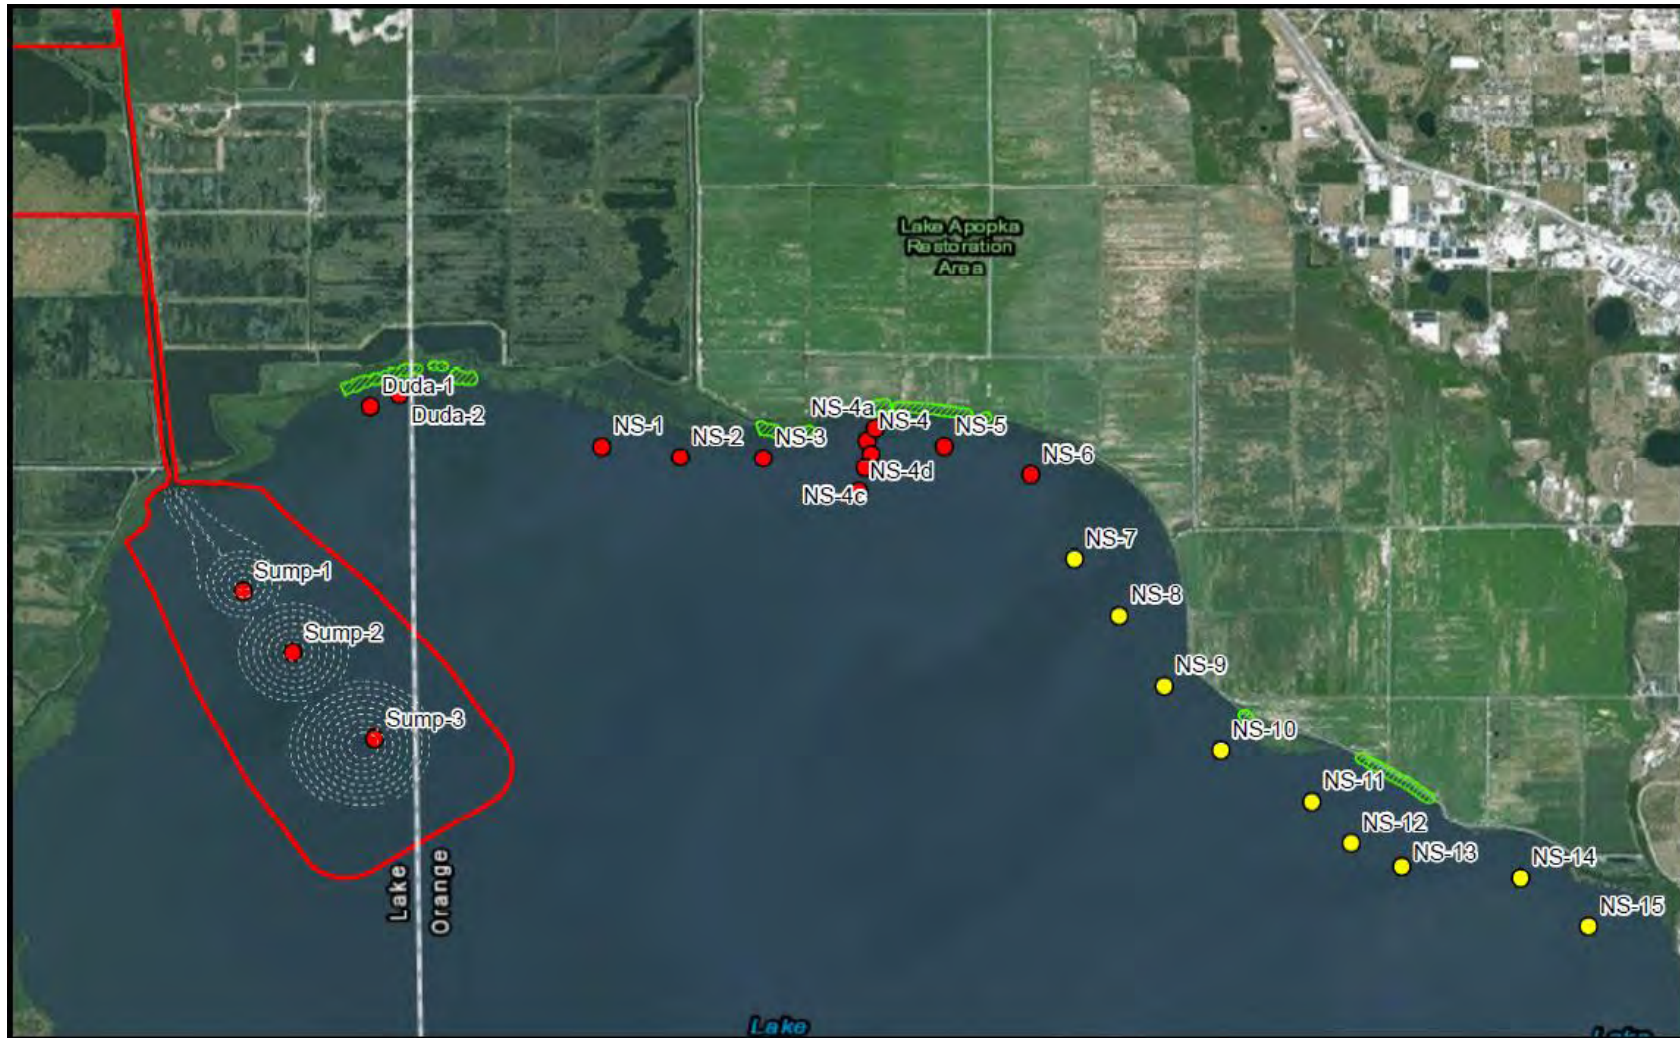 Lake Apopka
Restoration
Area
Duda-1
Duda-2
NS-1
NS-2
NS-3
NS-4a
NS-4
NS-4d
NS-4c
NS-5
NS-6
NS-7
NS-8
NS-9
NS-10
NS-11
NS-12
NS-13
NS-14
NS-15
Sump-1
Sump-2
Sump-3
Lake
Orange
Lake
Lake